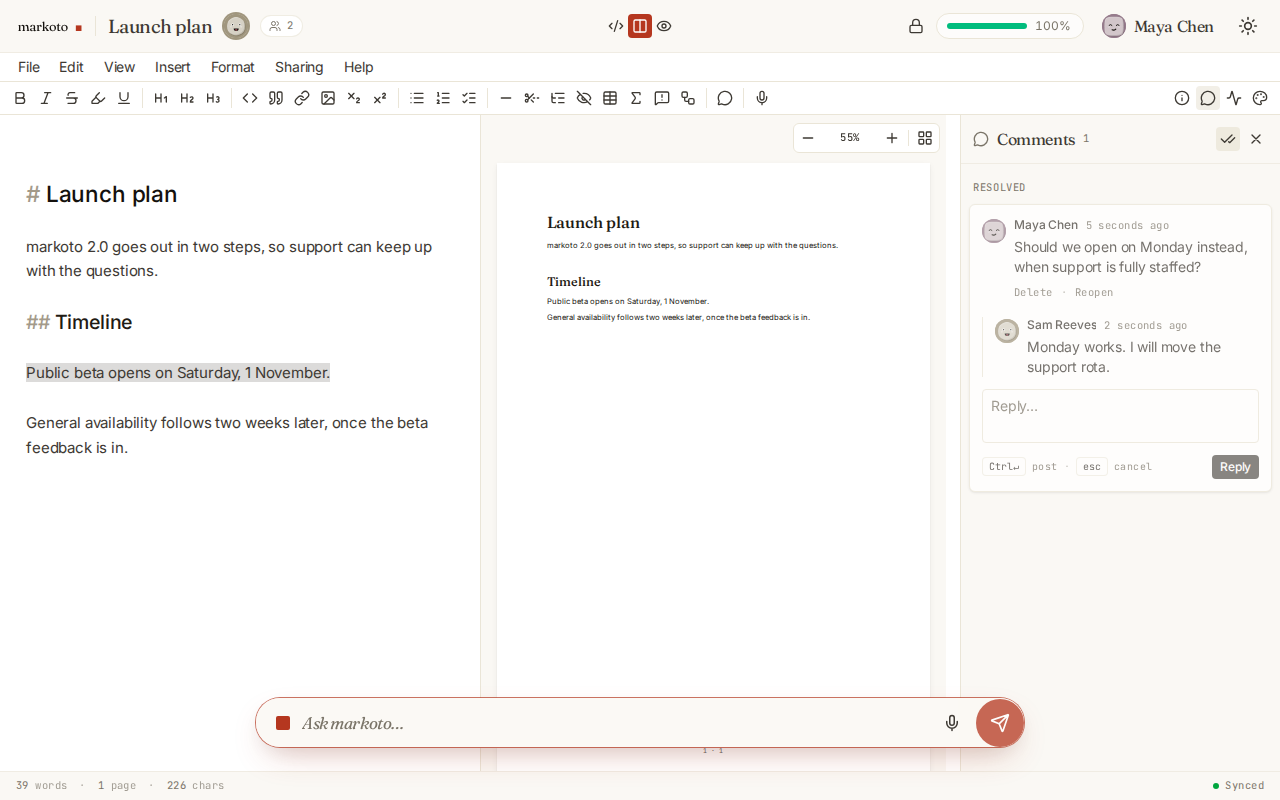 markoto
Launch plan
2
100%
Maya Chen
File Edit View Insert Format Sharing Help
H1 H2 H3
55%
Comments 1
# Launch plan
markoto 2.0 goes out in two steps, so support can keep up
with the questions.
## Timeline
Public beta opens on Saturday, 1 November.
General availability follows two weeks later, once the beta
feedback is in.
Launch plan
markoto 2.0 goes out in two steps, so support can keep up with the questions.
Timeline
Public beta opens on Saturday, 1 November.
General availability follows two weeks later, once the beta feedback is in.
1 · 1
RESOLVED
Maya Chen 5 seconds ago
Should we open on Monday instead,
when support is fully staffed?
Delete · Reopen
Sam Reeves 2 seconds ago
Monday works. I will move the
support rota.
Reply...
Ctrl↵ post · esc cancel
Reply
Ask markoto...
39 words · 1 page · 226 chars
Synced